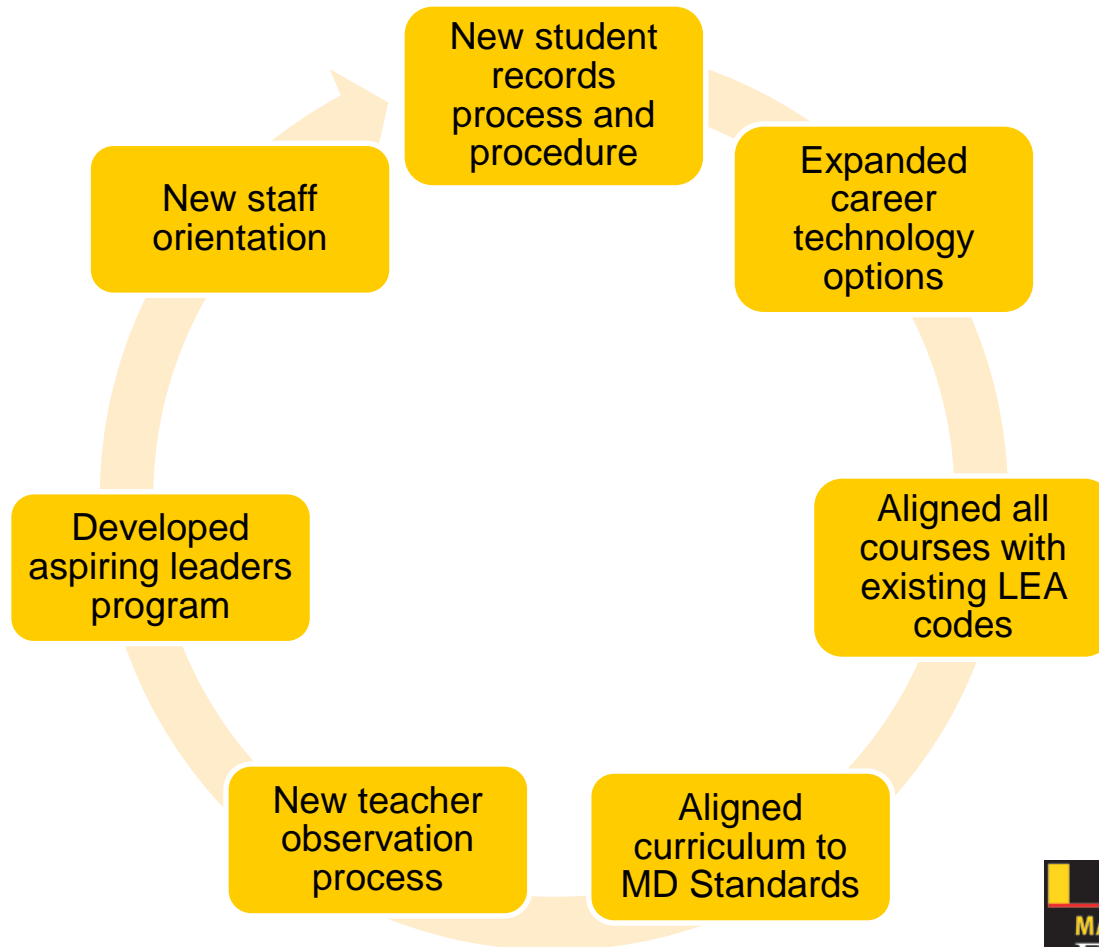 New student
records
process and
procedure
Expanded
career
technology
options
Aligned all
courses with
existing LEA
codes
Aligned
curriculum to
MD Standards
New teacher
observation
process
Developed
aspiring leaders
program
New staff
orientation